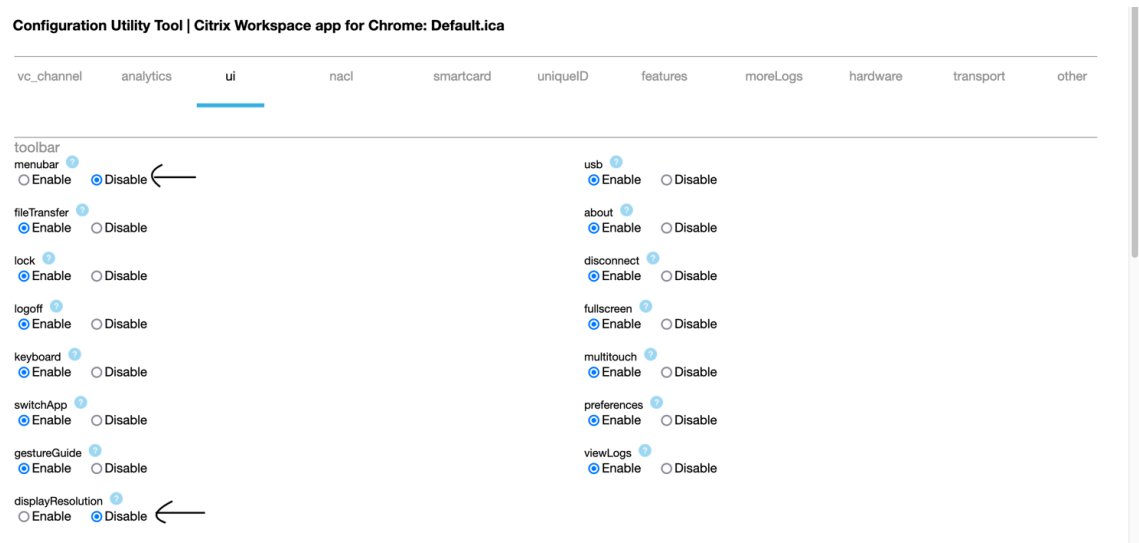 Configuration Utility Tool | Citrix Workspace app for Chrome: Default.ica
vc_channel analytics ui nacl smartcard uniqueID features moreLogs hardware transport other
toolbar
menubar ?
Enable Disable
usb ?
Enable Disable
fileTransfer ?
Enable Disable
about ?
Enable Disable
lock ?
Enable Disable
disconnect ?
Enable Disable
logoff ?
Enable Disable
fullscreen ?
Enable Disable
keyboard ?
Enable Disable
multitouch ?
Enable Disable
switchApp ?
Enable Disable
preferences ?
Enable Disable
gestureGuide ?
Enable Disable
viewLogs ?
Enable Disable
displayResolution ?
Enable Disable